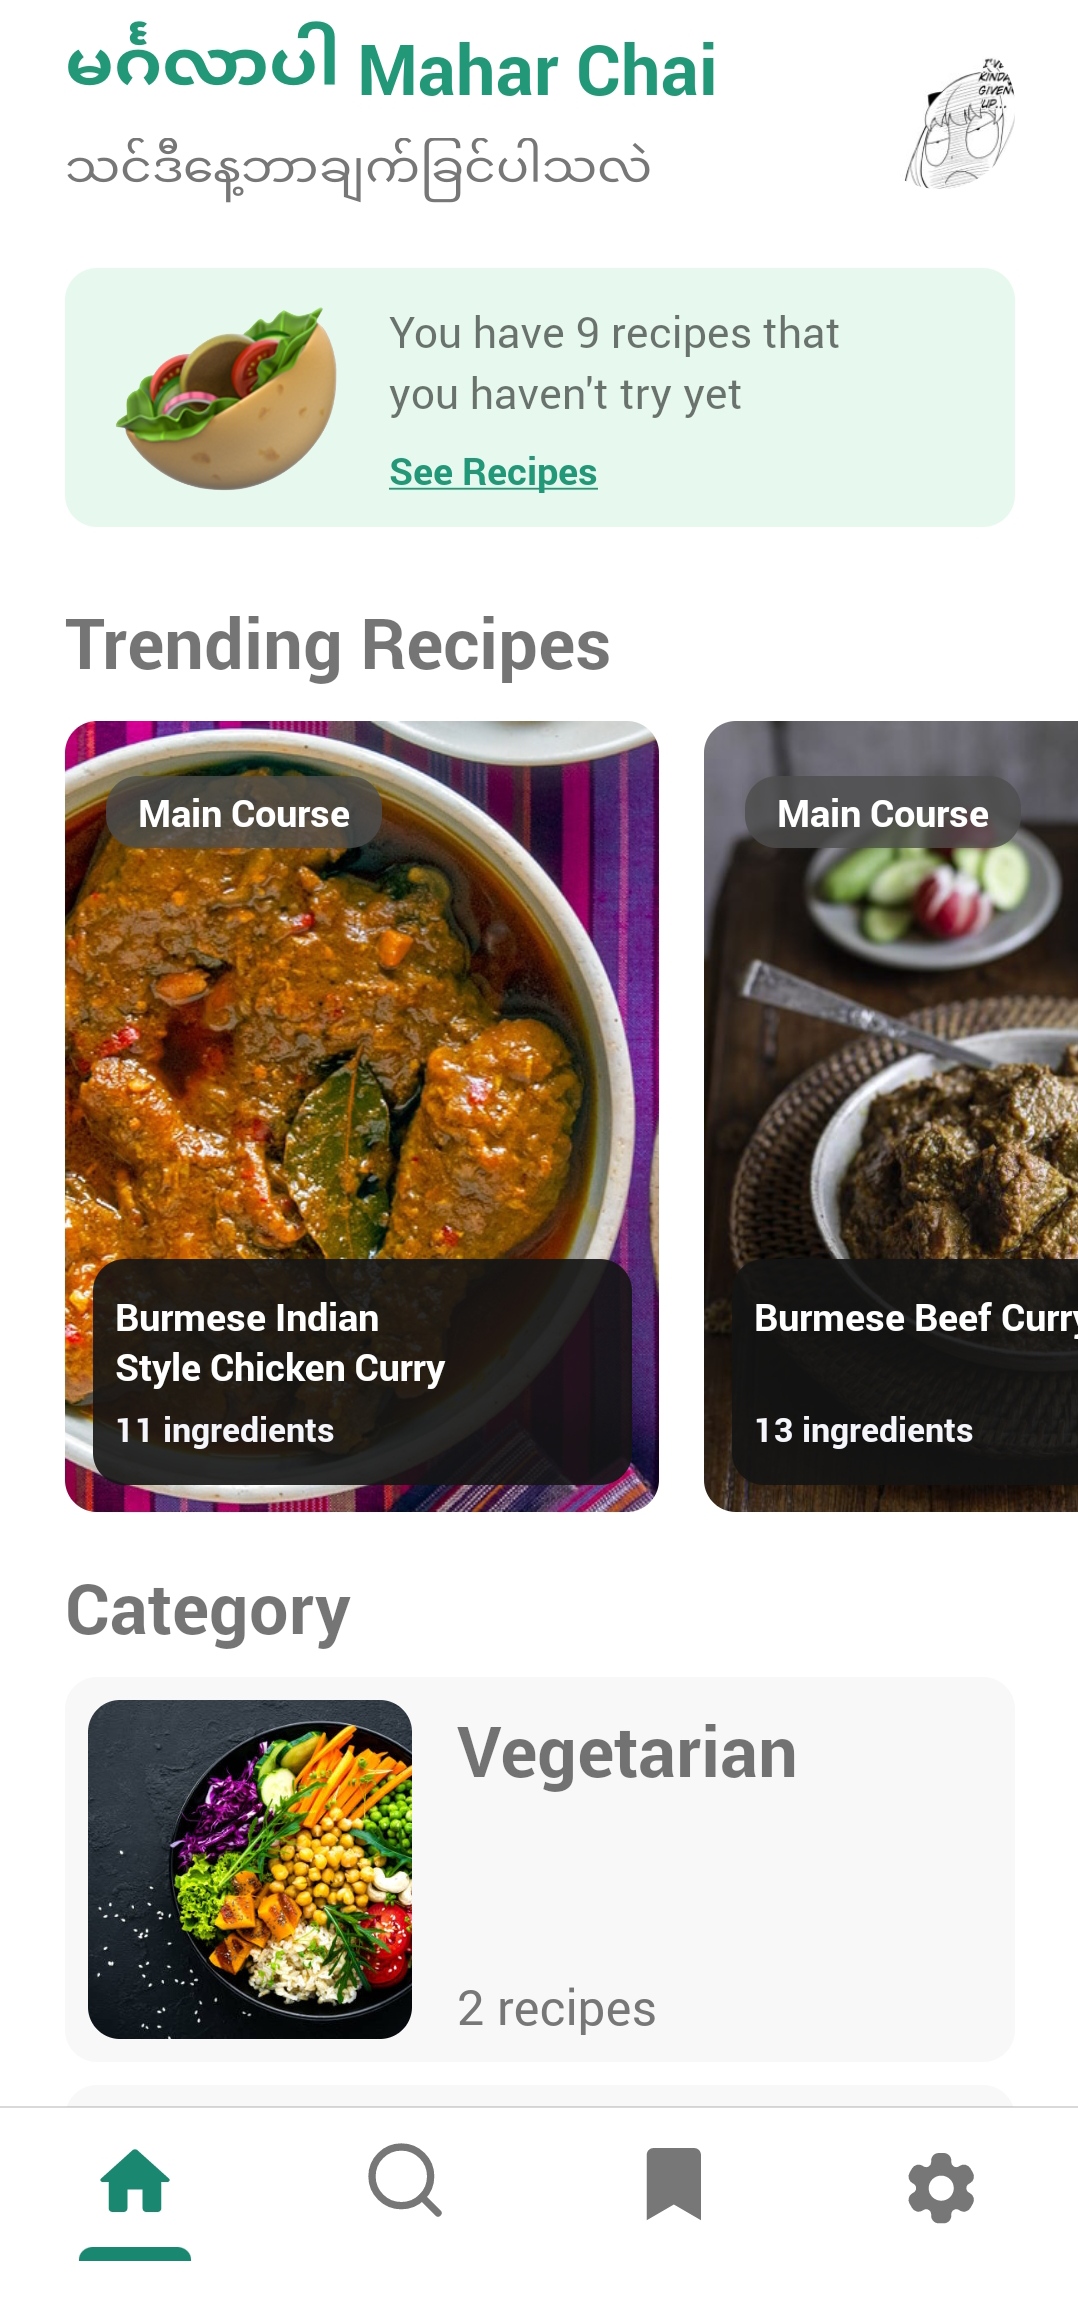 မင်္ဂလာပါ Mahar Chai
သင်ဒီနေ့ဘာချက်ခြင်ပါသလဲ
I'VE
KINDA
GIVEN
UP...
You have 9 recipes that
you haven't try yet
See Recipes
Trending Recipes
Main Course
Main Course
Burmese Indian
Style Chicken Curry
11 ingredients
Burmese Beef Curry
13 ingredients
Category
Vegetarian
2 recipes